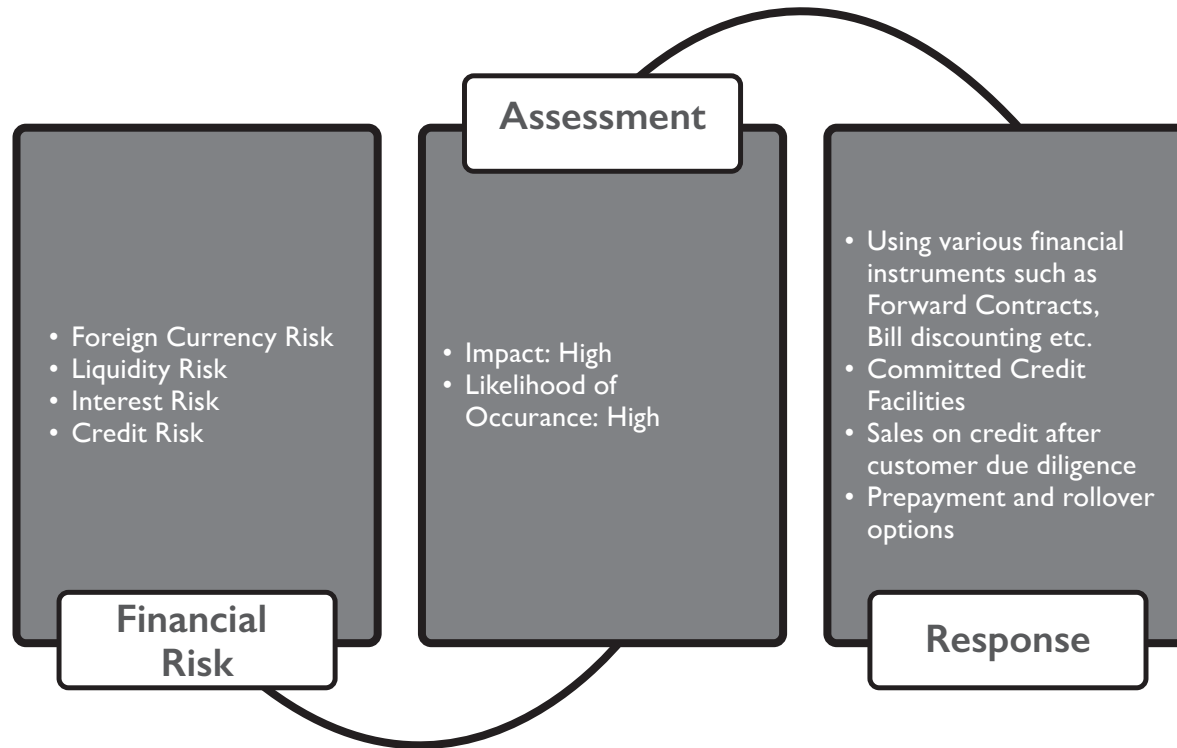 • Foreign Currency Risk
• Liquidity Risk
• Interest Risk
• Credit Risk
Financial
Risk
Assessment
• Impact: High
• Likelihood of
Occurance: High
• Using various financial
instruments such as
Forward Contracts,
Bill discounting etc.
• Committed Credit
Facilities
• Sales on credit after
customer due diligence
• Prepayment and rollover
options
Response